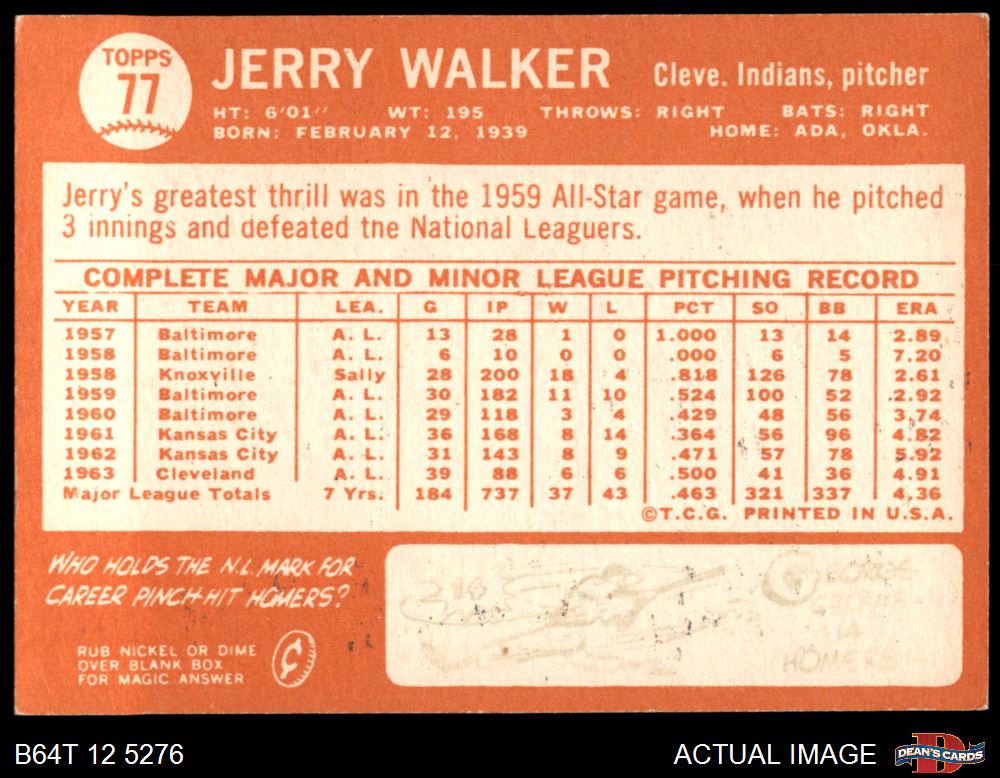 TOPPS
77
JERRY WALKER
Cleve. Indians, pitcher
HT: 6'01" WT: 195 THROWS: RIGHT BATS: RIGHT
BORN: FEBRUARY 12, 1939 HOME: ADA, OKLA.
Jerry's greatest thrill was in the 1959 All-Star game, when he pitched
3 innings and defeated the National Leaguers.
COMPLETE MAJOR AND MINOR LEAGUE PITCHING RECORD
YEAR TEAM LEA. G IP W L PCT SO BB ERA
1957 Baltimore A. L. 13 28 1 0 1.000 13 14 2.89
1958 Baltimore A. L. 6 10 0 0 .000 6 5 7.20
1958 Knoxville Sally 28 200 18 4 .818 126 78 2.61
1959 Baltimore A. L. 30 182 11 10 .524 100 52 2.92
1960 Baltimore A. L. 29 118 3 4 .429 48 56 3.74
1961 Kansas City A. L. 36 168 8 14 .364 56 96 4.82
1962 Kansas City A. L. 31 143 8 9 .471 57 78 5.92
1963 Cleveland A. L. 39 88 6 6 .500 41 36 4.91
Major League Totals 7 Yrs. 184 737 37 43 .463 321 337 4.36
©T.C.G. PRINTED IN U.S.A.
WHO HOLDS THE N.L. MARK FOR
CAREER PINCH-HIT HOMERS?
RUB NICKEL OR DIME
OVER BLANK BOX
FOR MAGIC ANSWER
¢
GEORGE
14
HOMERS
B64T 12 5276
ACTUAL IMAGE
DEAN'S CARDS